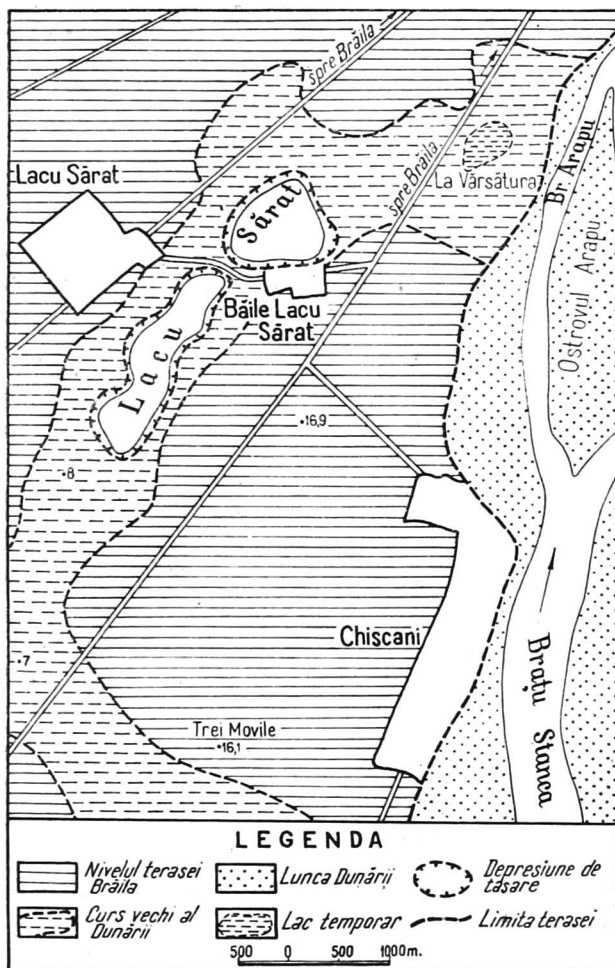 spre Brăila
spre Brăila
Lacu Sărat
La Vărsătura
Br Arapu
Ostrovul Arapu
Sărat
Băile Lacu
Sărat
Lacu
•16,9
•8
Chiscani
•7
Trei Movile
•16,1
Brațu Stanca
LEGENDA
Nivelul terasei
Brăila
Lunca Dunării
Depresiune de
tăsare
Curs vechi al
Dunării
Lac temporar
Limita terasei
500 0 500 1000m.